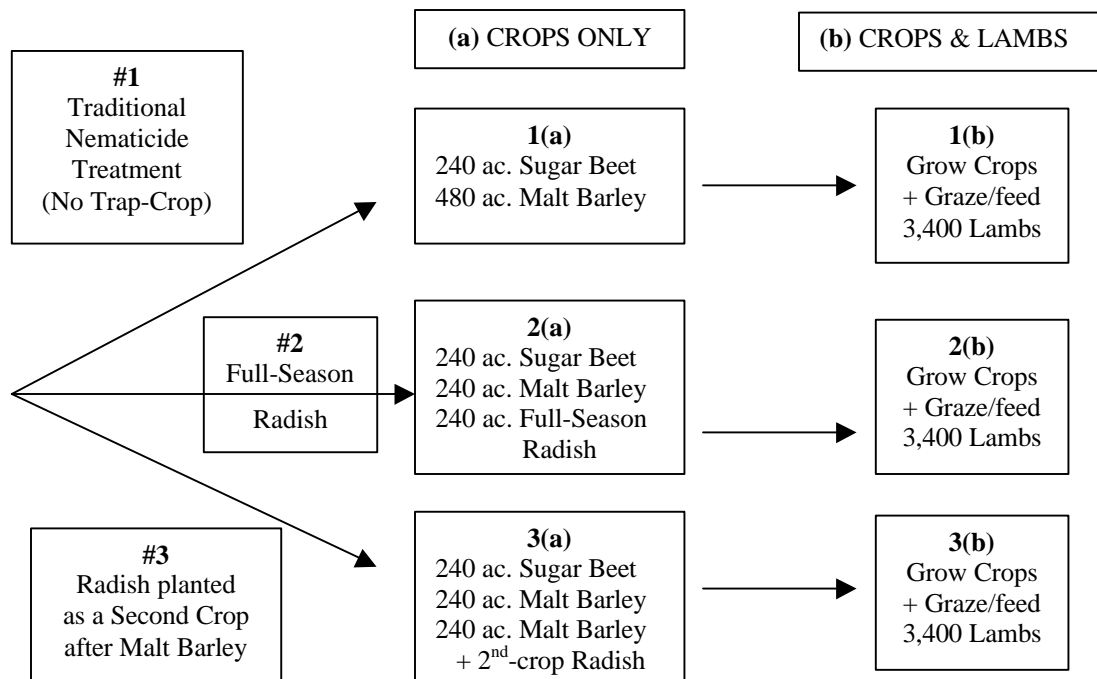 (a) CROPS ONLY
(b) CROPS & LAMBS
#1
Traditional
Nematicide
Treatment
(No Trap-Crop)
1(a)
240 ac. Sugar Beet
480 ac. Malt Barley
1(b)
Grow Crops
+ Graze/feed
3,400 Lambs
#2
Full-Season
Radish
2(a)
240 ac. Sugar Beet
240 ac. Malt Barley
240 ac. Full-Season
Radish
2(b)
Grow Crops
+ Graze/feed
3,400 Lambs
#3
Radish planted
as a Second Crop
after Malt Barley
3(a)
240 ac. Sugar Beet
240 ac. Malt Barley
240 ac. Malt Barley
+ 2nd-crop Radish
3(b)
Grow Crops
+ Graze/feed
3,400 Lambs